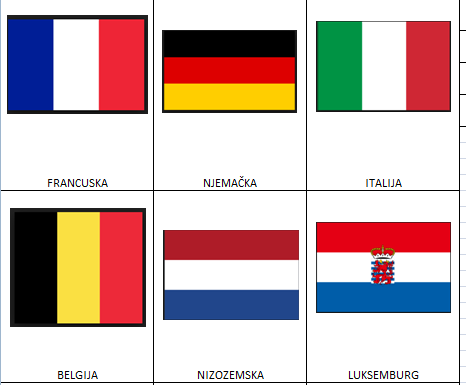 FRANCUSKA
NJEMAČKA
ITALIJA
BELGIJA
NIZOZEMSKA
LUKSEMBURG